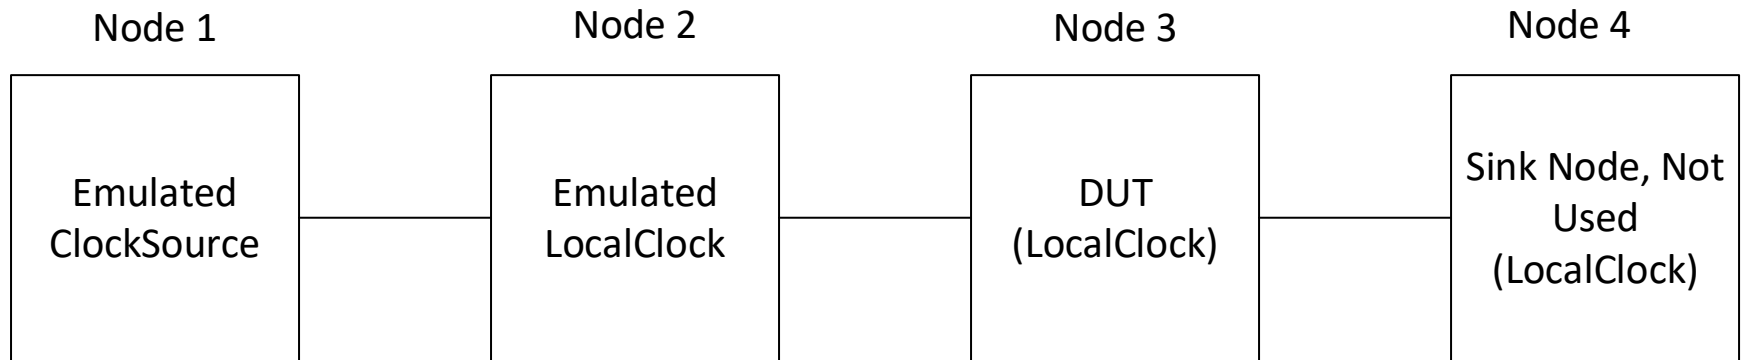 Node 1
Node 2
Node 3
Node 4
Emulated
ClockSource
Emulated
LocalClock
DUT
(LocalClock)
Sink Node, Not
Used
(LocalClock)